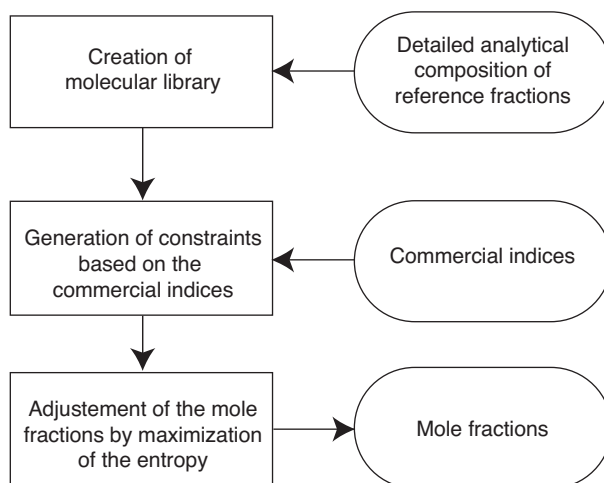 Creation of
molecular library
Detailed analytical
composition of
reference fractions
Generation of constraints
based on the
commercial indices
Commercial indices
Adjustement of the mole
fractions by maximization
of the entropy
Mole fractions